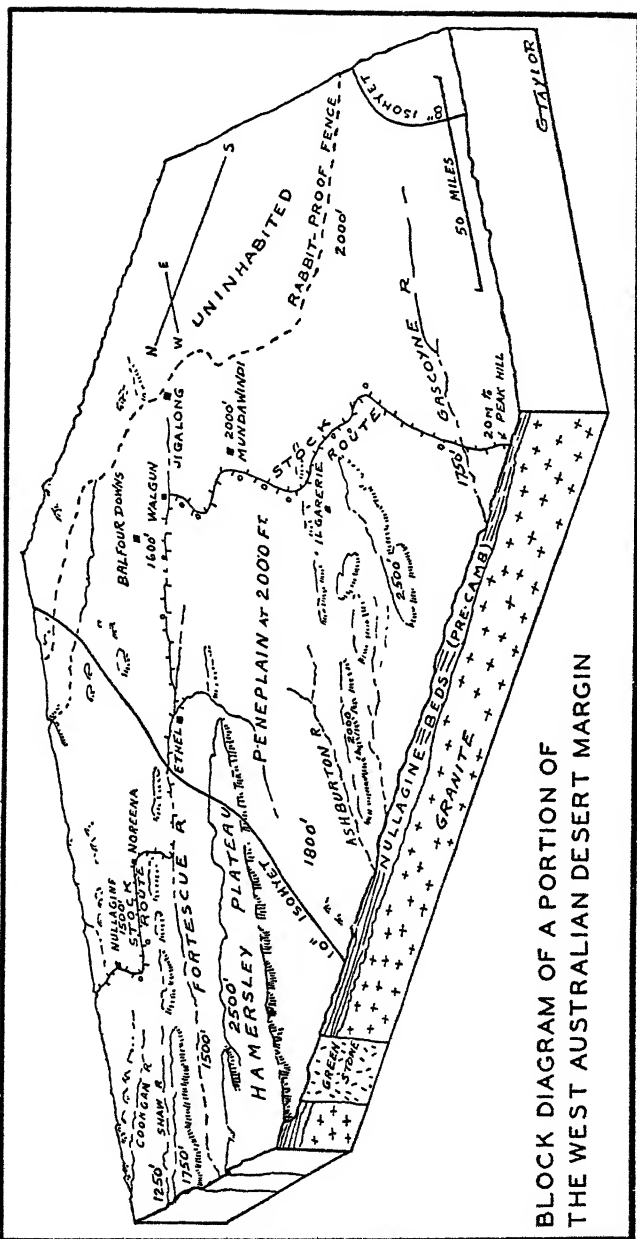 COONGAN R
SHAW R
1250'
1750'
NULLAGINE
1500'
STOCK
ROUTE
NOREENA
FORTESCUE R
1500'
2500'
HAMERSLEY PLATEAU
ETHEL
10" ISOHYET
BALFOUR DOWNS
1600' WALGUN
JIGALONG
2000'
MUNDAWINDI
PENEPLAIN AT 2000 FT.
1800'
ASHBURTON R
2000'
ILGARERIE
2500'
STOCK
ROUTE
N
S
E
W
UNINHABITED
RABBIT-PROOF FENCE
2000'
GASCOYNE R
1750'
20M to
PEAK HILL
8" ISOHYET
50 MILES
NULLAGINE BEDS (PRE-CAMB)
GRANITE
GREEN
STONE
G TAYLOR
BLOCK DIAGRAM OF A PORTION OF
THE WEST AUSTRALIAN DESERT MARGIN